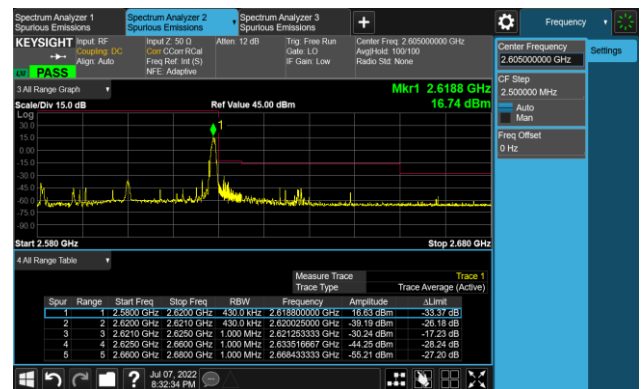 Spectrum Analyzer 1
Spurious Emissions
Spectrum Analyzer 2
Spurious Emissions
Spectrum Analyzer 3
Spurious Emissions
Frequency
KEYSIGHT
Input: RF
Coupling: DC
Align: Auto
Input Z: 50 Ω
Corr CCorr RCal
Freq Ref: Int (S)
NFE: Adaptive
Atten: 12 dB
Trig: Free Run
Gate: LO
IF Gain: Low
Center Freq: 2.605000000 GHz
Avg|Hold: 100/100
Radio Std: None
PASS
3 All Range Graph
Mkr1 2.6188 GHz
Scale/Div 15.0 dB
Ref Value 45.00 dBm
16.74 dBm
Log
30.0
15.0
0.00
-15.0
-30.0
-45.0
-60.0
-75.0
-90.0
1
Start 2.580 GHz
Stop 2.680 GHz
4 All Range Table
Measure Trace Trace 1
Trace Type Trace Average (Active)
Spur Range Start Freq Stop Freq RBW Frequency Amplitude ΔLimit
1 1 2.5800 GHz 2.6200 GHz 430.0 kHz 2.618800000 GHz 16.63 dBm -33.37 dB
2 2 2.6200 GHz 2.6210 GHz 430.0 kHz 2.620025000 GHz -39.19 dBm -26.18 dB
3 3 2.6210 GHz 2.6250 GHz 1.000 MHz 2.621253333 GHz -30.24 dBm -17.23 dB
4 4 2.6250 GHz 2.6600 GHz 1.000 MHz 2.633516667 GHz -44.25 dBm -28.24 dB
5 5 2.6600 GHz 2.6800 GHz 1.000 MHz 2.668433333 GHz -55.21 dBm -27.20 dB
Center Frequency
2.605000000 GHz
Settings
CF Step
2.500000 MHz
Auto
Man
Freq Offset
0 Hz
Jul 07, 2022
8:32:34 PM